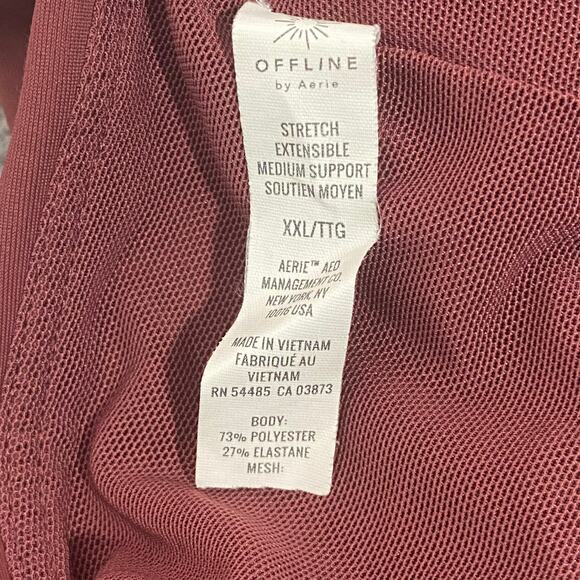 OFFLINE
by Aerie
STRETCH
EXTENSIBLE
MEDIUM SUPPORT
SOUTIEN MOYEN
XXL/TTG
AERIE™ AEO
MANAGEMENT CO.
NEW YORK, NY
10016 USA
MADE IN VIETNAM
FABRIQUÉ AU
VIETNAM
RN 54485 CA 03873
BODY:
73% POLYESTER
27% ELASTANE
MESH: